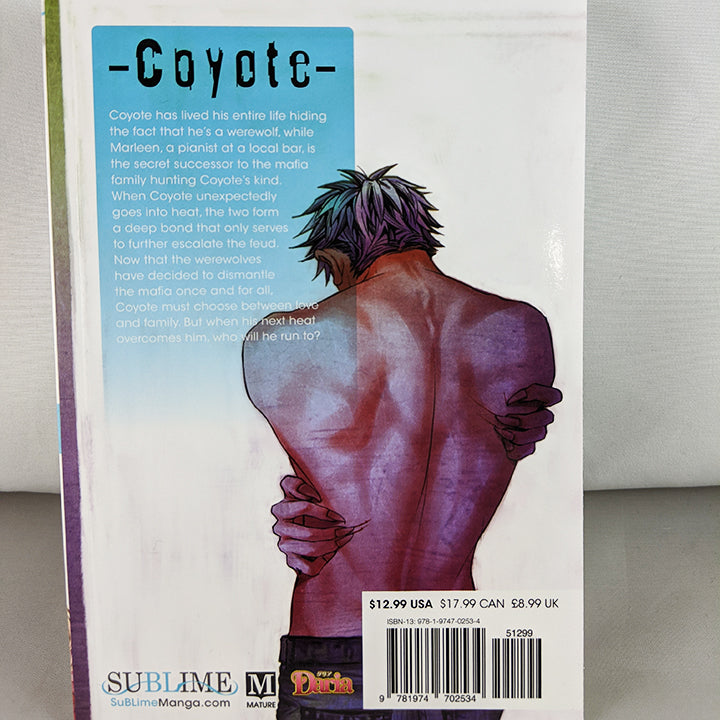 -Coyote-
Coyote has lived his entire life hiding
the fact that he's a werewolf, while
Marleen, a pianist at a local bar, is
the secret successor to the mafia
family hunting Coyote's kind.
When Coyote unexpectedly
goes into heat, the two form
a deep bond that only serves
to further escalate the feud.
Now that the werewolves
have decided to dismantle
the mafia once and for all,
Coyote must choose between love
and family. But when his next heat
overcomes him, who will he run to?
$12.99 USA $17.99 CAN £8.99 UK
ISBN-13: 978-1-9747-0253-4
51299
9 781974 702534
SUBLIME
SuBLimeManga.com
M
MATURE
ダリア
Daria